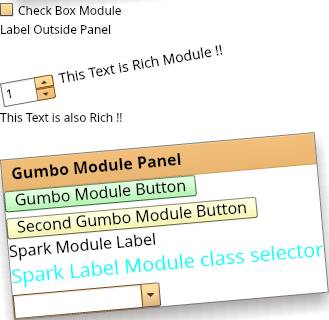 Check Box Module
Label Outside Panel
This Text is Rich Module !!
1
This Text is also Rich !!
Gumbo Module Panel
Gumbo Module Button
Second Gumbo Module Button
Spark Module Label
Spark Label Module class selector